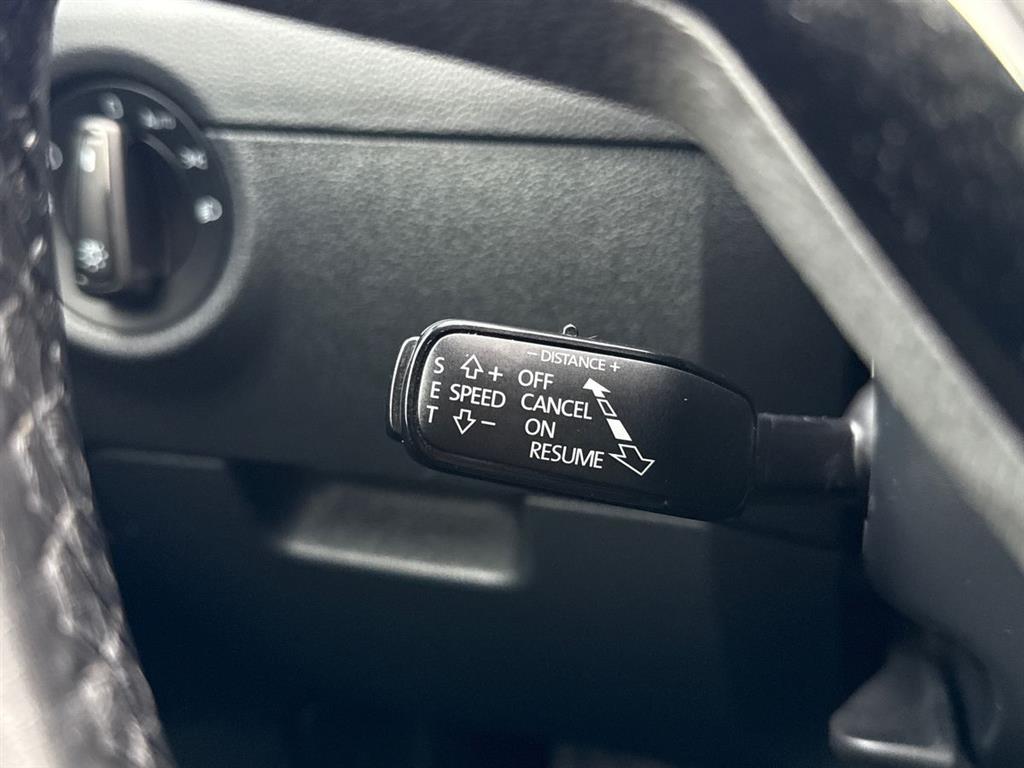 − DISTANCE +
S E T
+
SPEED
−
OFF
CANCEL
ON
RESUME